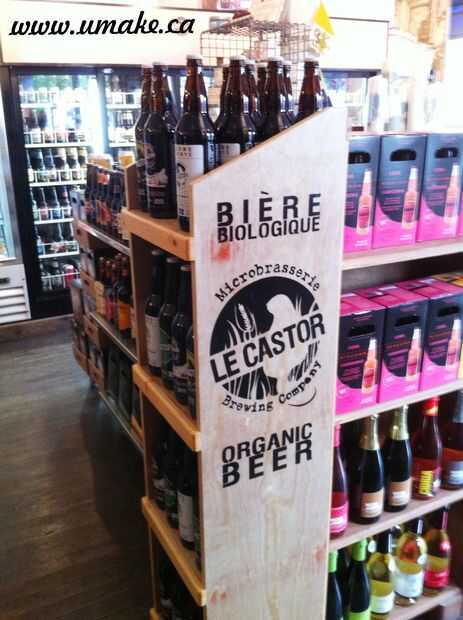 www.umake.ca
BIÈRE
BIOLOGIQUE
Microbrasserie
LE CASTOR
Brewing Company
ORGANIC
BEER